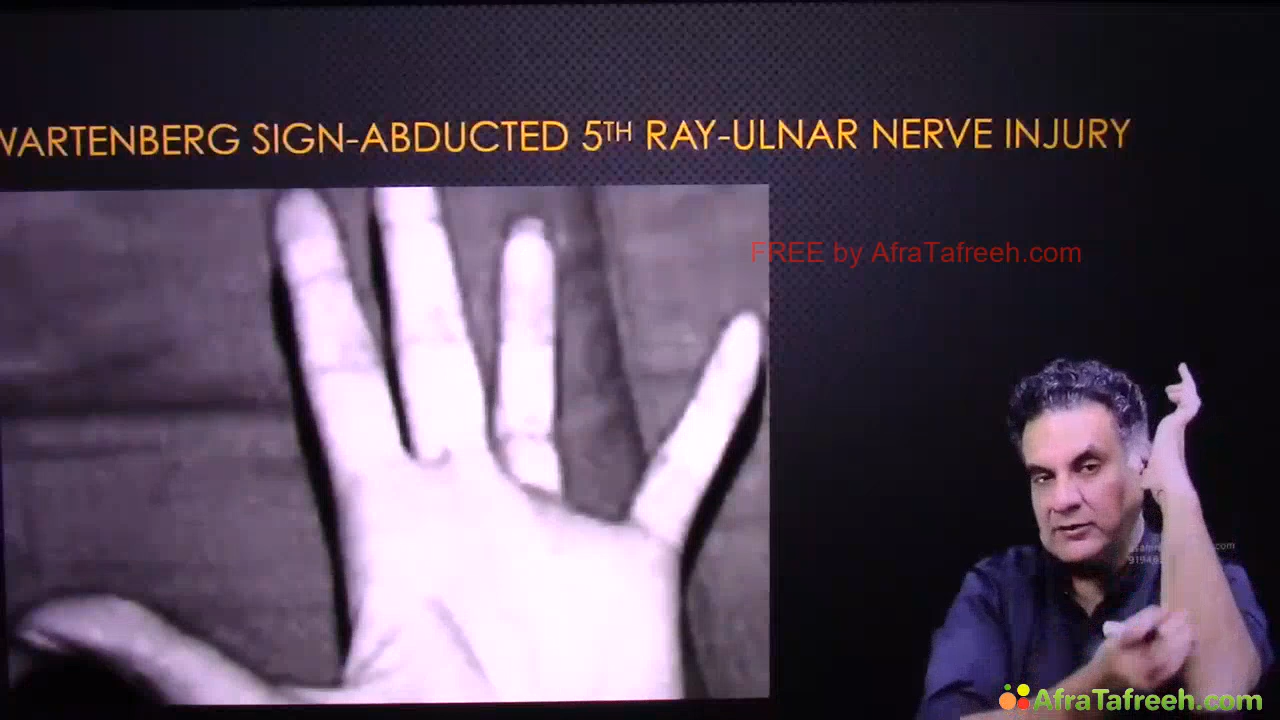 WARTENBERG SIGN-ABDUCTED 5TH RAY-ULNAR NERVE INJURY
FREE by AfraTafreeh.com
AfraTafreeh.com